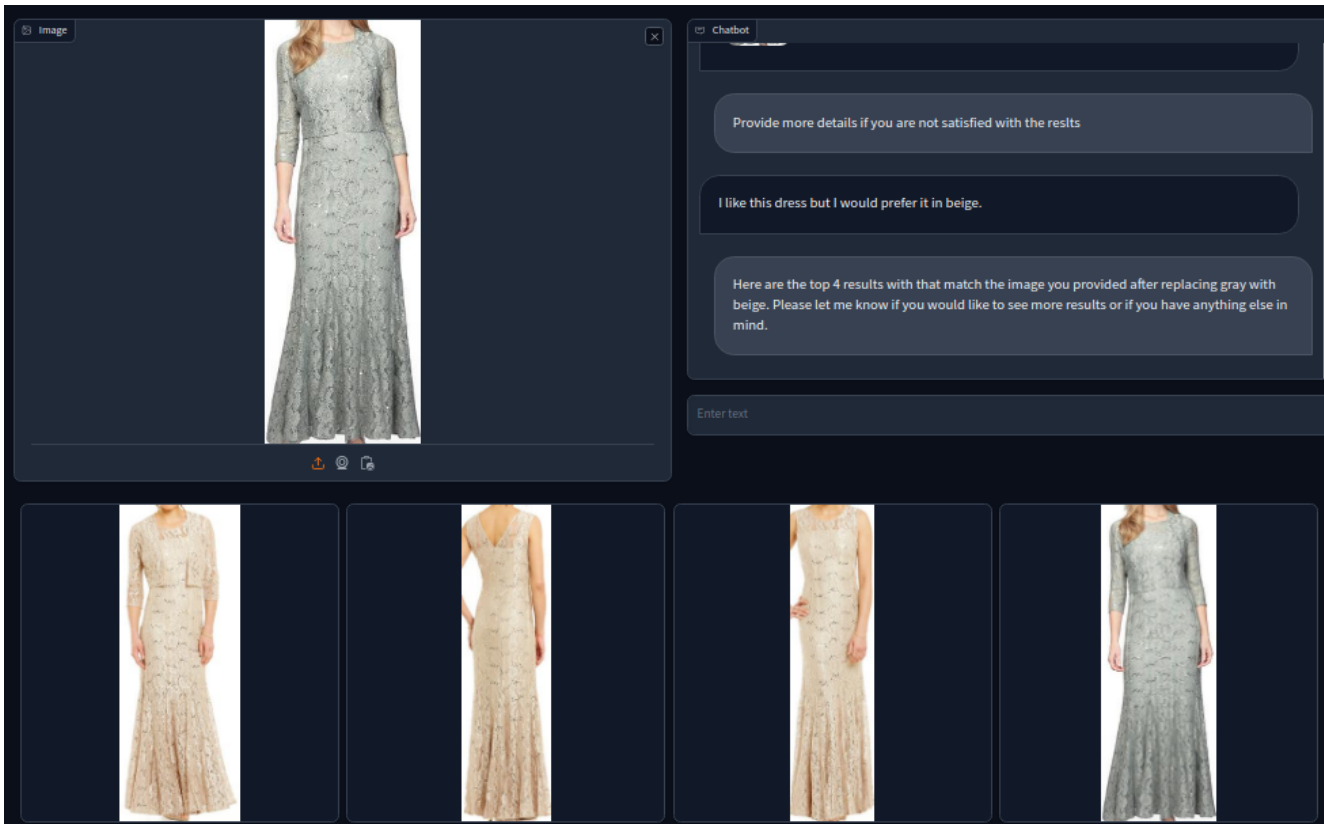 Image
Chatbot
Provide more details if you are not satisfied with the reslts
I like this dress but I would prefer it in beige.
Here are the top 4 results with that match the image you provided after replacing gray with
beige. Please let me know if you would like to see more results or if you have anything else in
mind.
Enter text